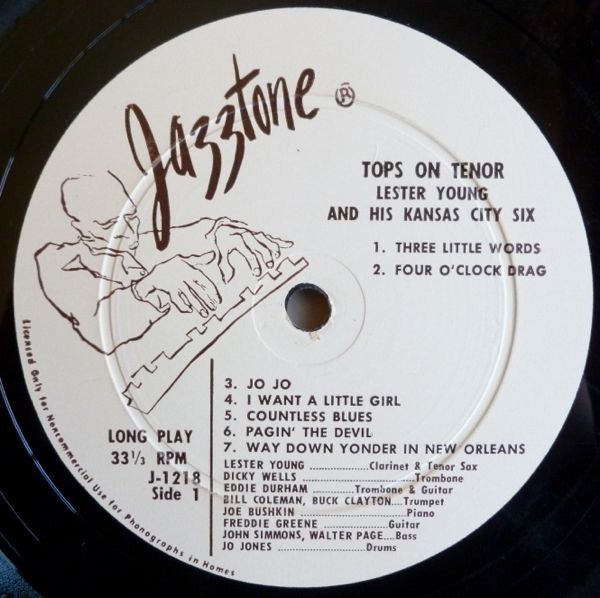 Jazztone ®
TOPS ON TENOR
LESTER YOUNG
AND HIS KANSAS CITY SIX
1. THREE LITTLE WORDS
2. FOUR O'CLOCK DRAG
3. JO JO
4. I WANT A LITTLE GIRL
5. COUNTLESS BLUES
6. PAGIN' THE DEVIL
7. WAY DOWN YONDER IN NEW ORLEANS
LONG PLAY
33 1/3 RPM
J-1218
Side 1
LESTER YOUNG ..............Clarinet & Tenor Sax
DICKY WELLS ..........................Trombone
EDDIE DURHAM ..............Trombone & Guitar
BILL COLEMAN, BUCK CLAYTON....Trumpet
JOE BUSHKIN ..........................Piano
FREDDIE GREENE ......................Guitar
JOHN SIMMONS, WALTER PAGE....Bass
JO JONES ......................Drums
Licensed Only for Noncommercial Use for Phonographs in Homes